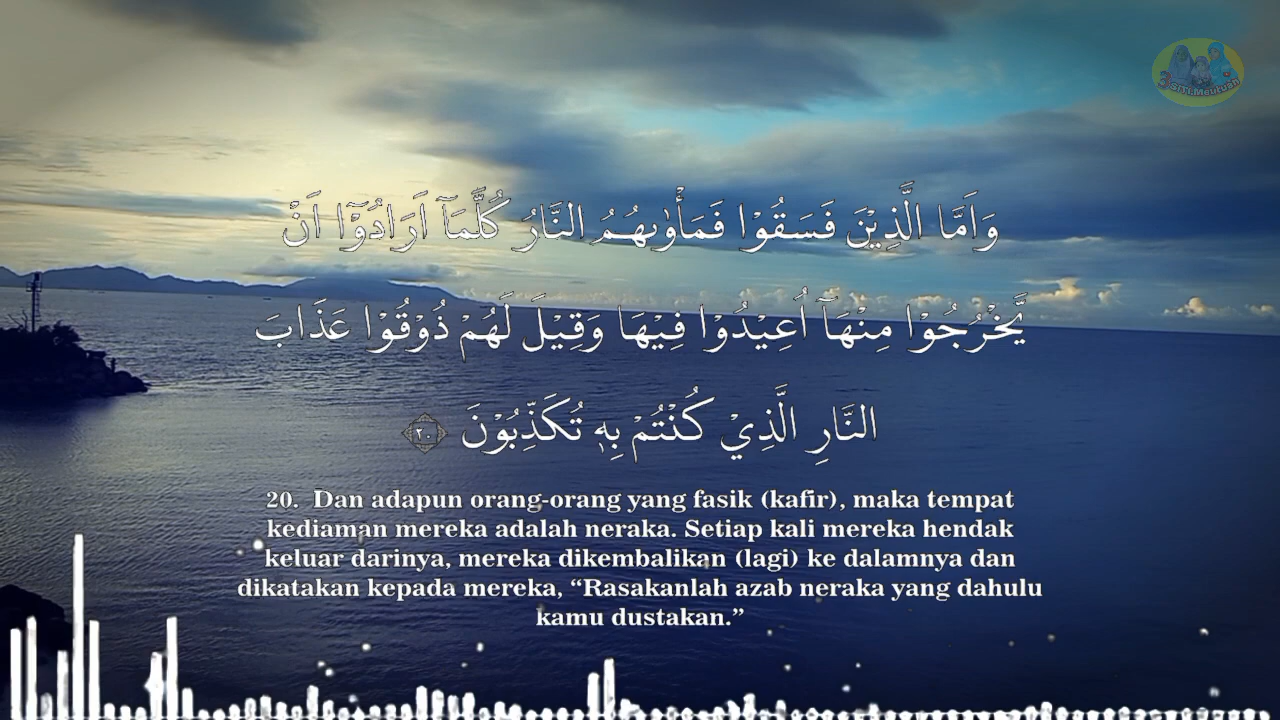 SITI.Meutuah
وَاَمَّا الَّذِيْنَ فَسَقُوْا فَمَأْوٰىهُمُ النَّارُ كُلَّمَآ اَرَادُوْٓا اَنْ
يَّخْرُجُوْا مِنْهَآ اُعِيْدُوْا فِيْهَا وَقِيْلَ لَهُمْ ذُوْقُوْا عَذَابَ
النَّارِ الَّذِيْ كُنْتُمْ بِهٖ تُكَذِّبُوْنَ ٢٠
20. Dan adapun orang-orang yang fasik (kafir), maka tempat
kediaman mereka adalah neraka. Setiap kali mereka hendak
keluar darinya, mereka dikembalikan (lagi) ke dalamnya dan
dikatakan kepada mereka, “Rasakanlah azab neraka yang dahulu
kamu dustakan.”